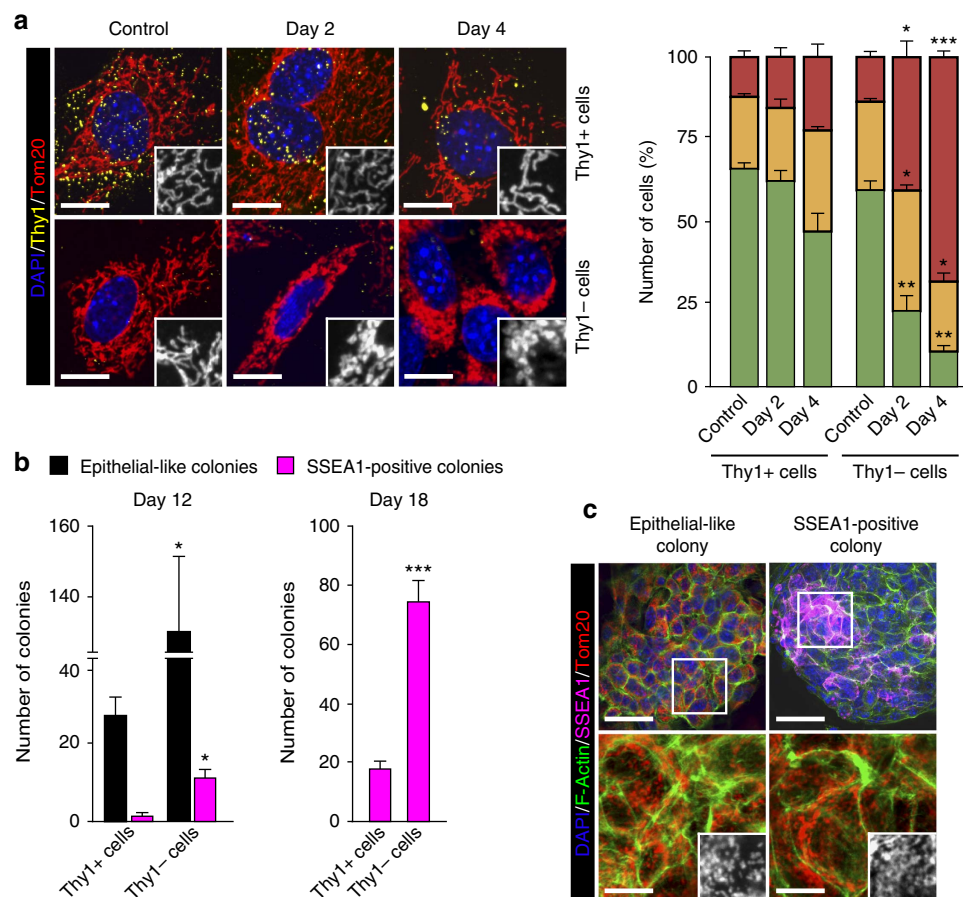 a
Control Day 2 Day 4
DAPI/Thy1/Tom20
Thy1+ cells
Thy1– cells
Number of cells (%)
100
75
50
25
0
* ***
*
** *
**
Control Day 2 Day 4 Control Day 2 Day 4
Thy1+ cells Thy1– cells
b
Epithelial-like colonies SSEA1-positive colonies
Day 12
Number of colonies
160
140
40
20
0
*
*
Thy1+ cells Thy1– cells
Day 18
Number of colonies
100
80
60
40
20
0
***
Thy1+ cells Thy1– cells
c
Epithelial-like
colony
SSEA1-positive
colony
DAPI/F-Actin/SSEA1/Tom20